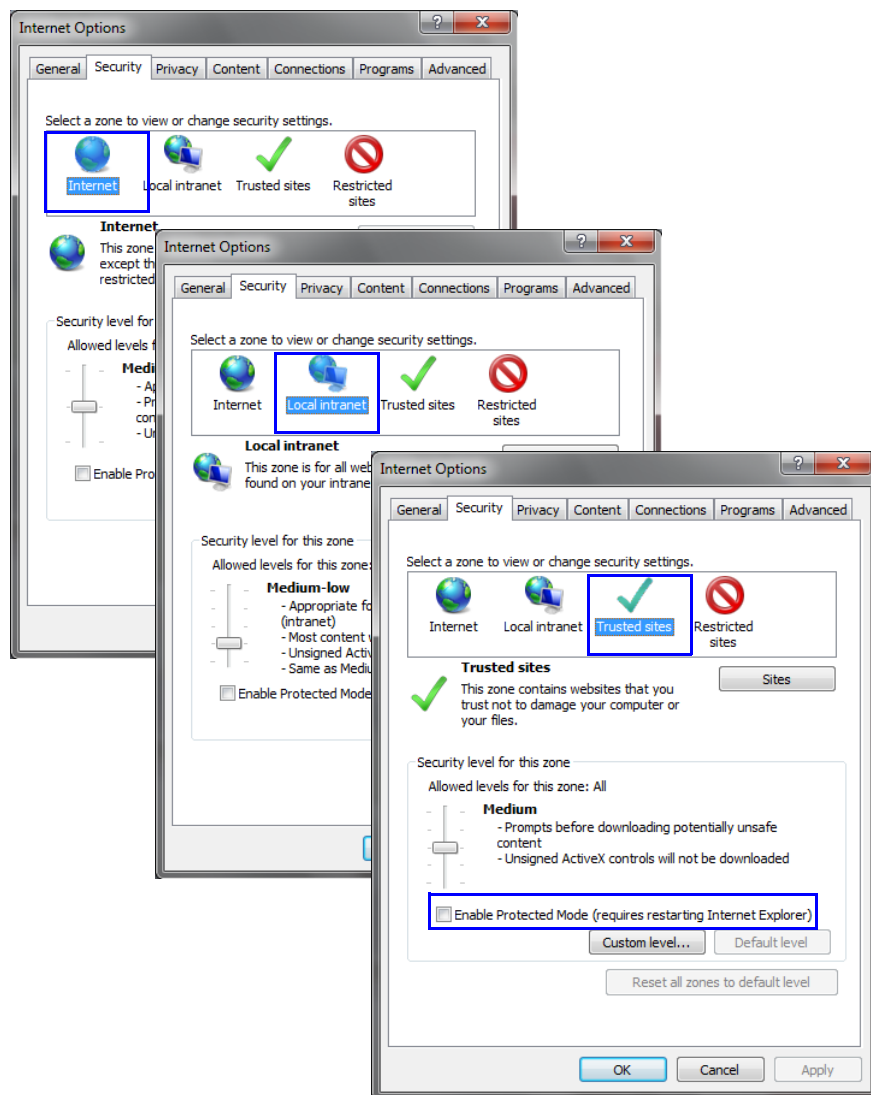 Internet Options
General Security Privacy Content Connections Programs Advanced
Select a zone to view or change security settings.
Internet Local intranet Trusted sites Restricted sites
Internet
This zone
except th
restricted
Security level for
Allowed levels f
Medi
- Ap
- Pr
con
- Un
Enable Pro
Internet Options
General Security Privacy Content Connections Programs Advanced
Select a zone to view or change security settings.
Internet Local intranet Trusted sites Restricted sites
Local intranet
This zone is for all web
found on your intrane
Security level for this zone
Allowed levels for this zone:
Medium-low
- Appropriate fo
(intranet)
- Most content w
- Unsigned Activ
- Same as Mediu
Enable Protected Mode
Internet Options
General Security Privacy Content Connections Programs Advanced
Select a zone to view or change security settings.
Internet Local intranet Trusted sites Restricted sites
Trusted sites
This zone contains websites that you
trust not to damage your computer or
your files.
Sites
Security level for this zone
Allowed levels for this zone: All
Medium
- Prompts before downloading potentially unsafe
content
- Unsigned ActiveX controls will not be downloaded
Enable Protected Mode (requires restarting Internet Explorer)
Custom level... Default level
Reset all zones to default level
OK Cancel Apply